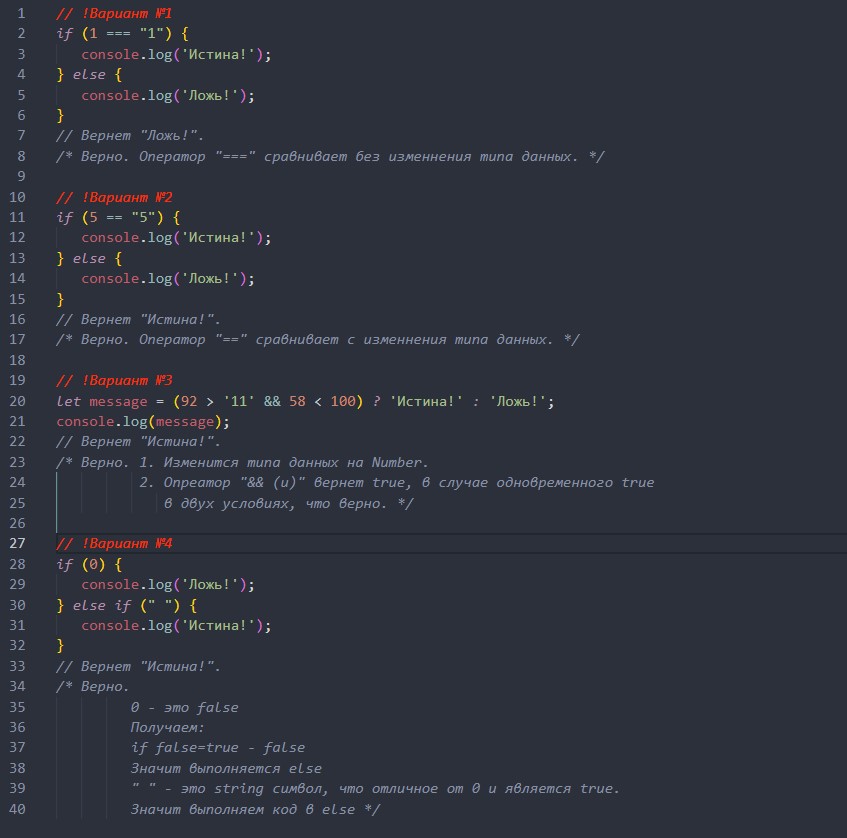 1 // !Вариант №1
2 if (1 === "1") {
3 console.log('Истина!');
4 } else {
5 console.log('Ложь!');
6 }
7 // Вернет "Ложь!".
8 /* Верно. Оператор "===" сравнивает без изменнения типа данных. */
9
10 // !Вариант №2
11 if (5 == "5") {
12 console.log('Истина!');
13 } else {
14 console.log('Ложь!');
15 }
16 // Вернет "Истина!".
17 /* Верно. Оператор "==" сравнивает с изменнения типа данных. */
18
19 // !Вариант №3
20 let message = (92 > '11' && 58 < 100) ? 'Истина!' : 'Ложь!';
21 console.log(message);
22 // Вернет "Истина!".
23 /* Верно. 1. Изменится типа данных на Number.
24 2. Опреатор "&& (и)" вернет true, в случае одновременного true
25 в двух условиях, что верно. */
26
27 // !Вариант №4
28 if (0) {
29 console.log('Ложь!');
30 } else if (" ") {
31 console.log('Истина!');
32 }
33 // Вернет "Истина!".
34 /* Верно.
35 0 - это false
36 Получаем:
37 if false=true - false
38 Значит выполняется else
39 " " - это string символ, что отличное от 0 и является true.
40 Значит выполняем код в else */